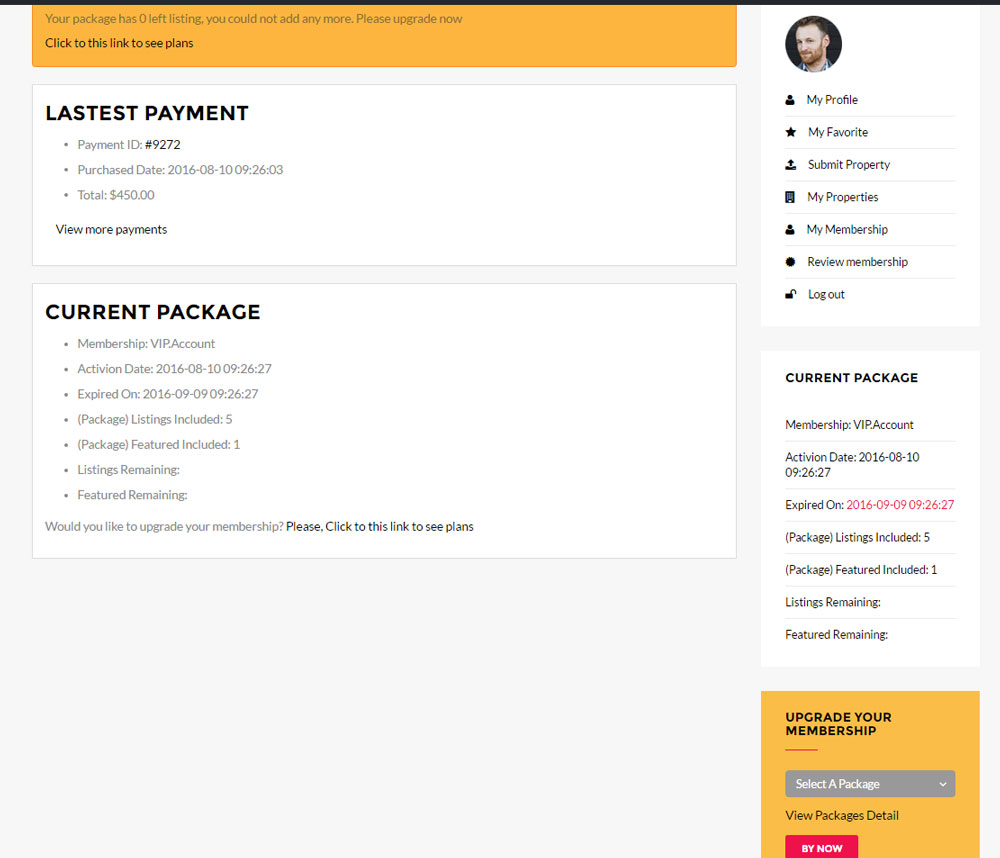 Your package has 0 left listing, you could not add any more. Please upgrade now
Click to this link to see plans
LASTEST PAYMENT
Payment ID: #9272
Purchased Date: 2016-08-10 09:26:03
Total: $450.00
View more payments
CURRENT PACKAGE
Membership: VIP.Account
Activion Date: 2016-08-10 09:26:27
Expired On: 2016-09-09 09:26:27
(Package) Listings Included: 5
(Package) Featured Included: 1
Listings Remaining:
Featured Remaining:
Would you like to upgrade your membership? Please, Click to this link to see plans
My Profile
My Favorite
Submit Property
My Properties
My Membership
Review membership
Log out
CURRENT PACKAGE
Membership: VIP.Account
Activion Date: 2016-08-10
09:26:27
Expired On: 2016-09-09 09:26:27
(Package) Listings Included: 5
(Package) Featured Included: 1
Listings Remaining:
Featured Remaining:
UPGRADE YOUR
MEMBERSHIP
Select A Package
View Packages Detail
BY NOW